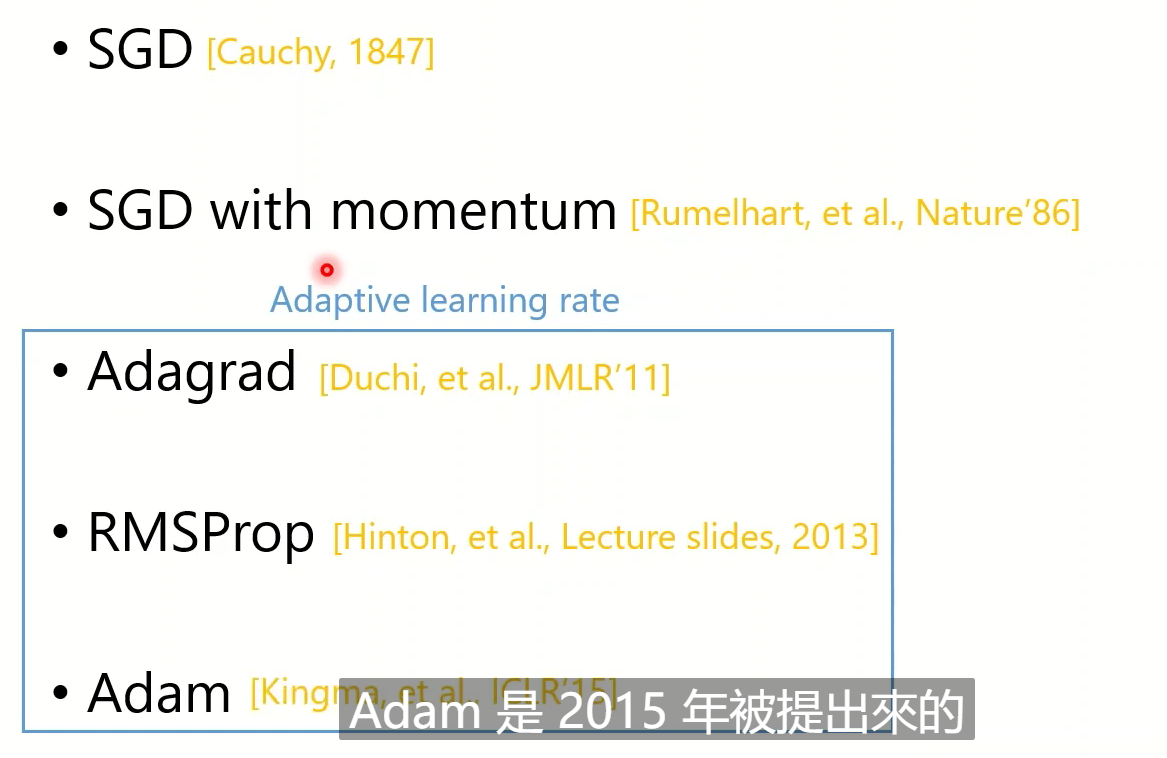 • SGD [Cauchy, 1847]
• SGD with momentum [Rumelhart, et al., Nature’86]
Adaptive learning rate
• Adagrad [Duchi, et al., JMLR’11]
• RMSProp [Hinton, et al., Lecture slides, 2013]
• Adam [Kingma, et al., ICLR’15]
Adam 是 2015 年被提出來的